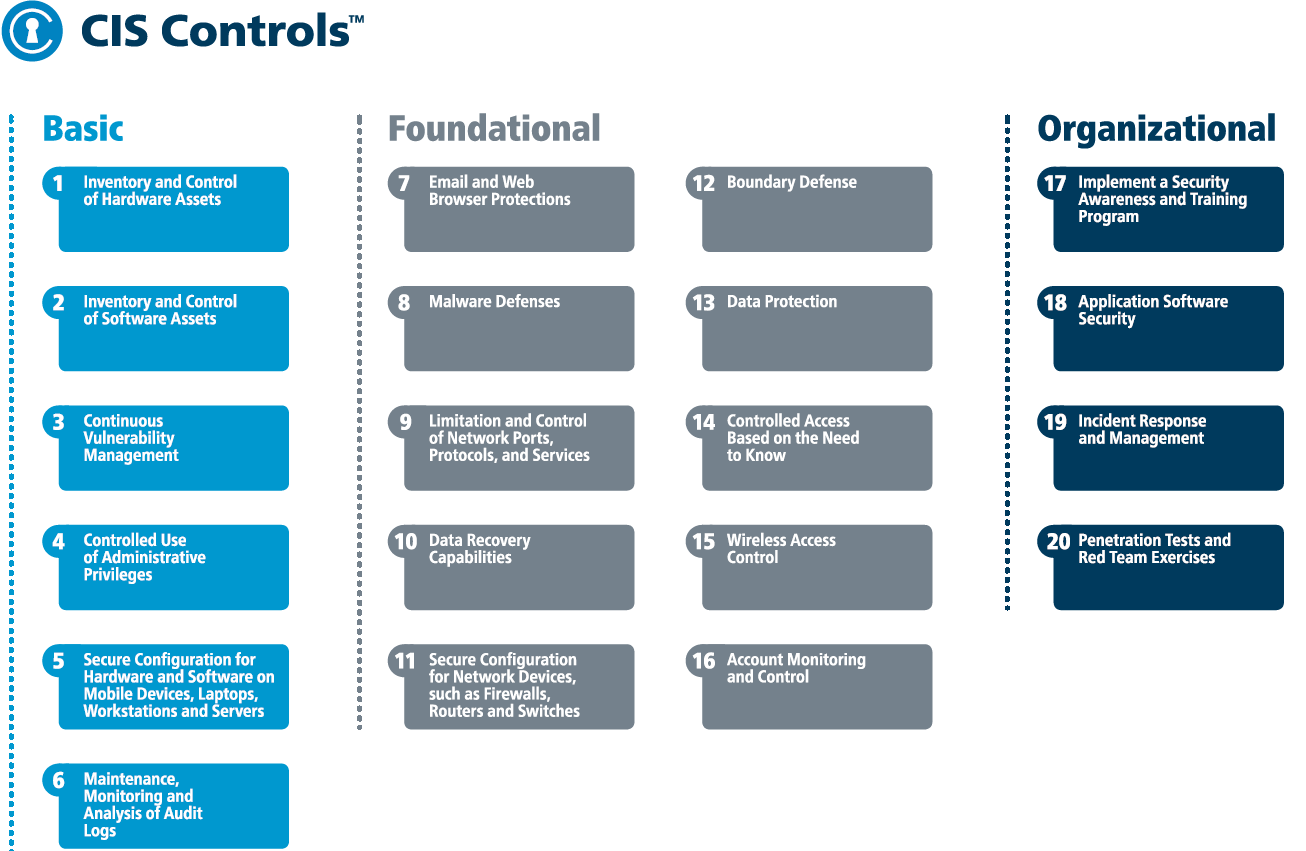 CIS Controls™
Basic
1
Inventory and Control
of Hardware Assets
2
Inventory and Control
of Software Assets
3
Continuous
Vulnerability
Management
4
Controlled Use
of Administrative
Privileges
5
Secure Configuration for
Hardware and Software on
Mobile Devices, Laptops,
Workstations and Servers
6
Maintenance,
Monitoring and
Analysis of Audit
Logs
Foundational
7
Email and Web
Browser Protections
8
Malware Defenses
9
Limitation and Control
of Network Ports,
Protocols, and Services
10
Data Recovery
Capabilities
11
Secure Configuration
for Network Devices,
such as Firewalls,
Routers and Switches
12
Boundary Defense
13
Data Protection
14
Controlled Access
Based on the Need
to Know
15
Wireless Access
Control
16
Account Monitoring
and Control
Organizational
17
Implement a Security
Awareness and Training
Program
18
Application Software
Security
19
Incident Response
and Management
20
Penetration Tests and
Red Team Exercises